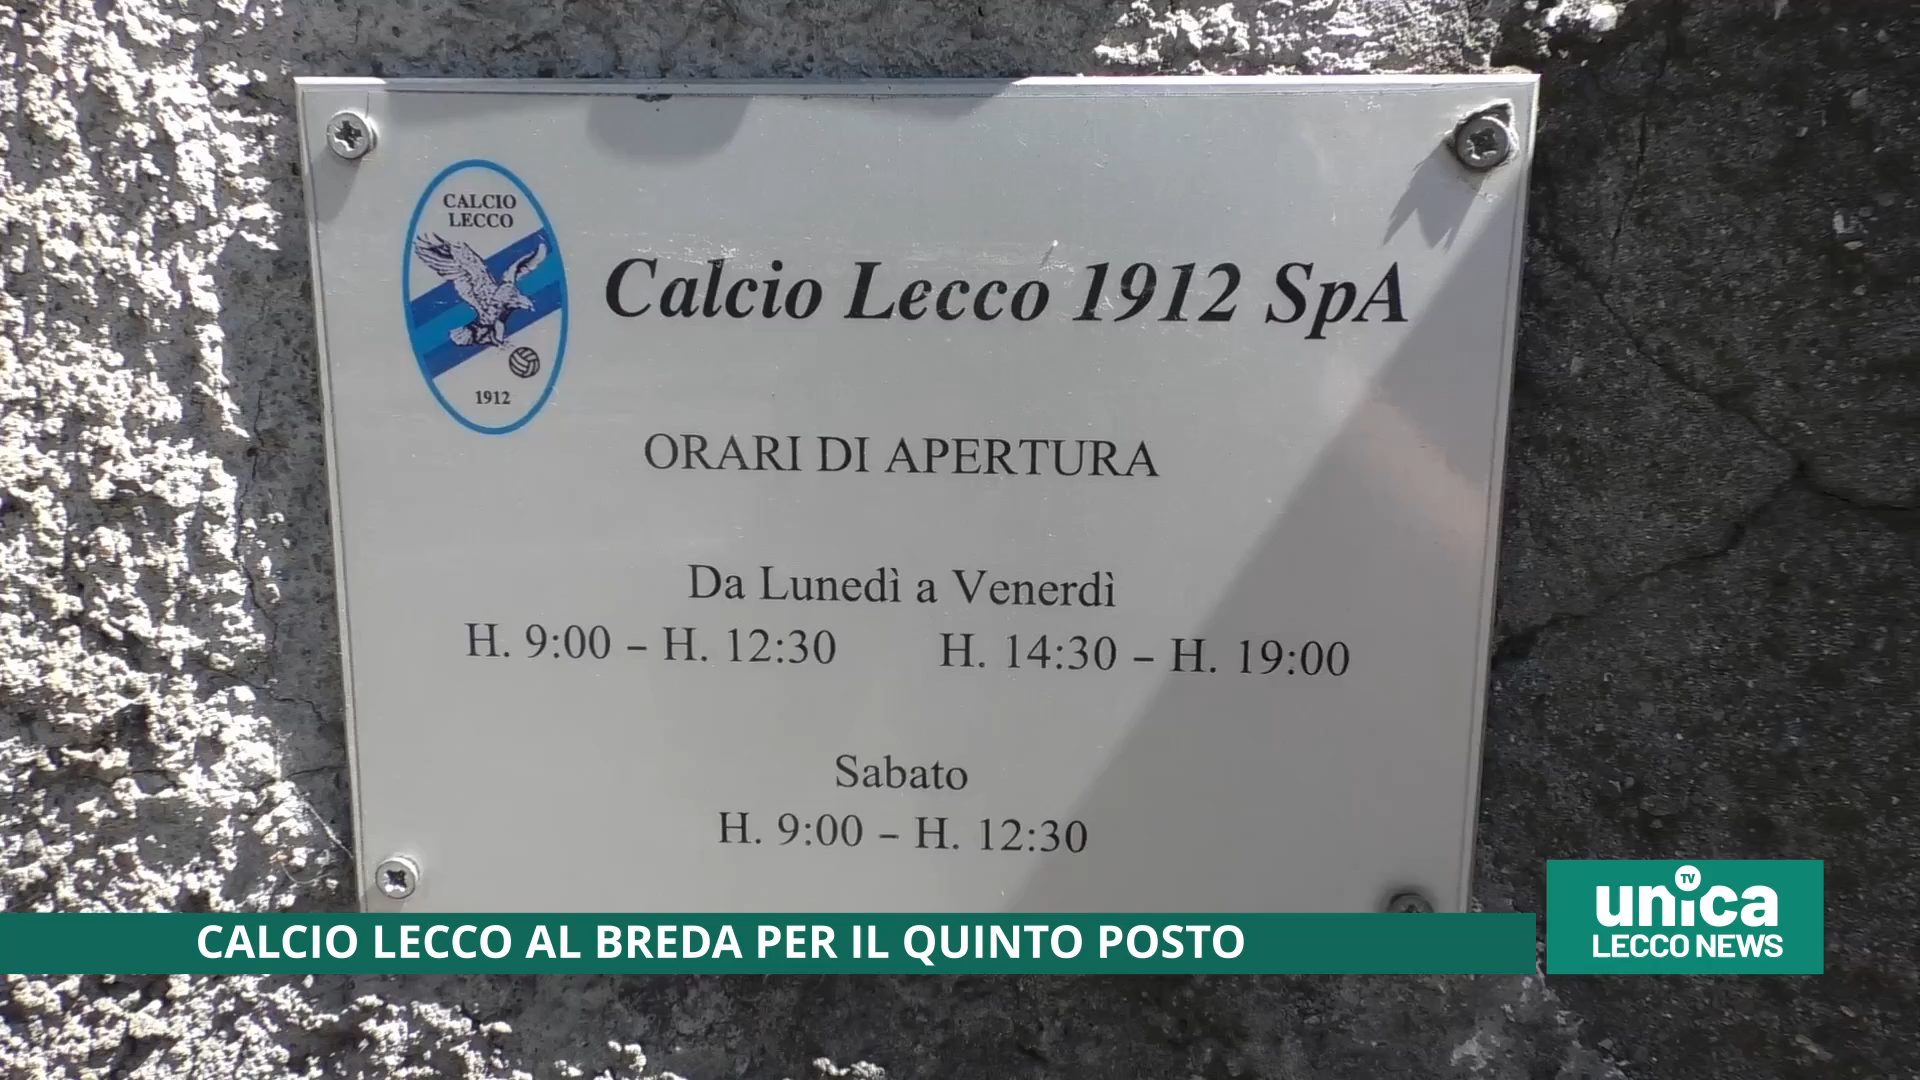 CALCIO
LECCO
1912
Calcio Lecco 1912 SpA
ORARI DI APERTURA
Da Lunedì a Venerdì
H. 9:00 – H. 12:30 H. 14:30 – H. 19:00
Sabato
H. 9:00 – H. 12:30
CALCIO LECCO AL BREDA PER IL QUINTO POSTO
TV
unica
LECCO NEWS